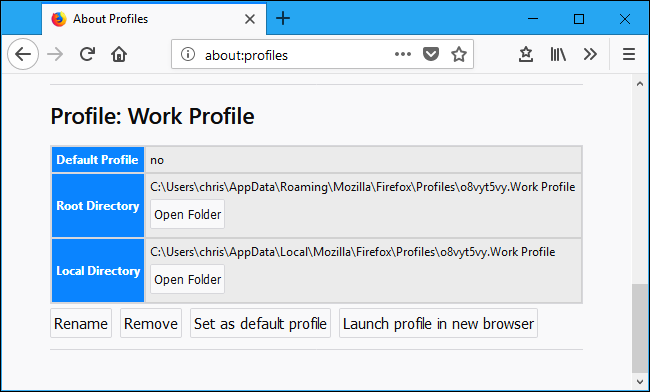 About Profiles
about:profiles
Profile: Work Profile
Default Profile no
Root Directory C:\Users\chris\AppData\Roaming\Mozilla\Firefox\Profiles\o8vyt5vy.Work Profile
Open Folder
Local Directory C:\Users\chris\AppData\Local\Mozilla\Firefox\Profiles\o8vyt5vy.Work Profile
Open Folder
Rename Remove Set as default profile Launch profile in new browser